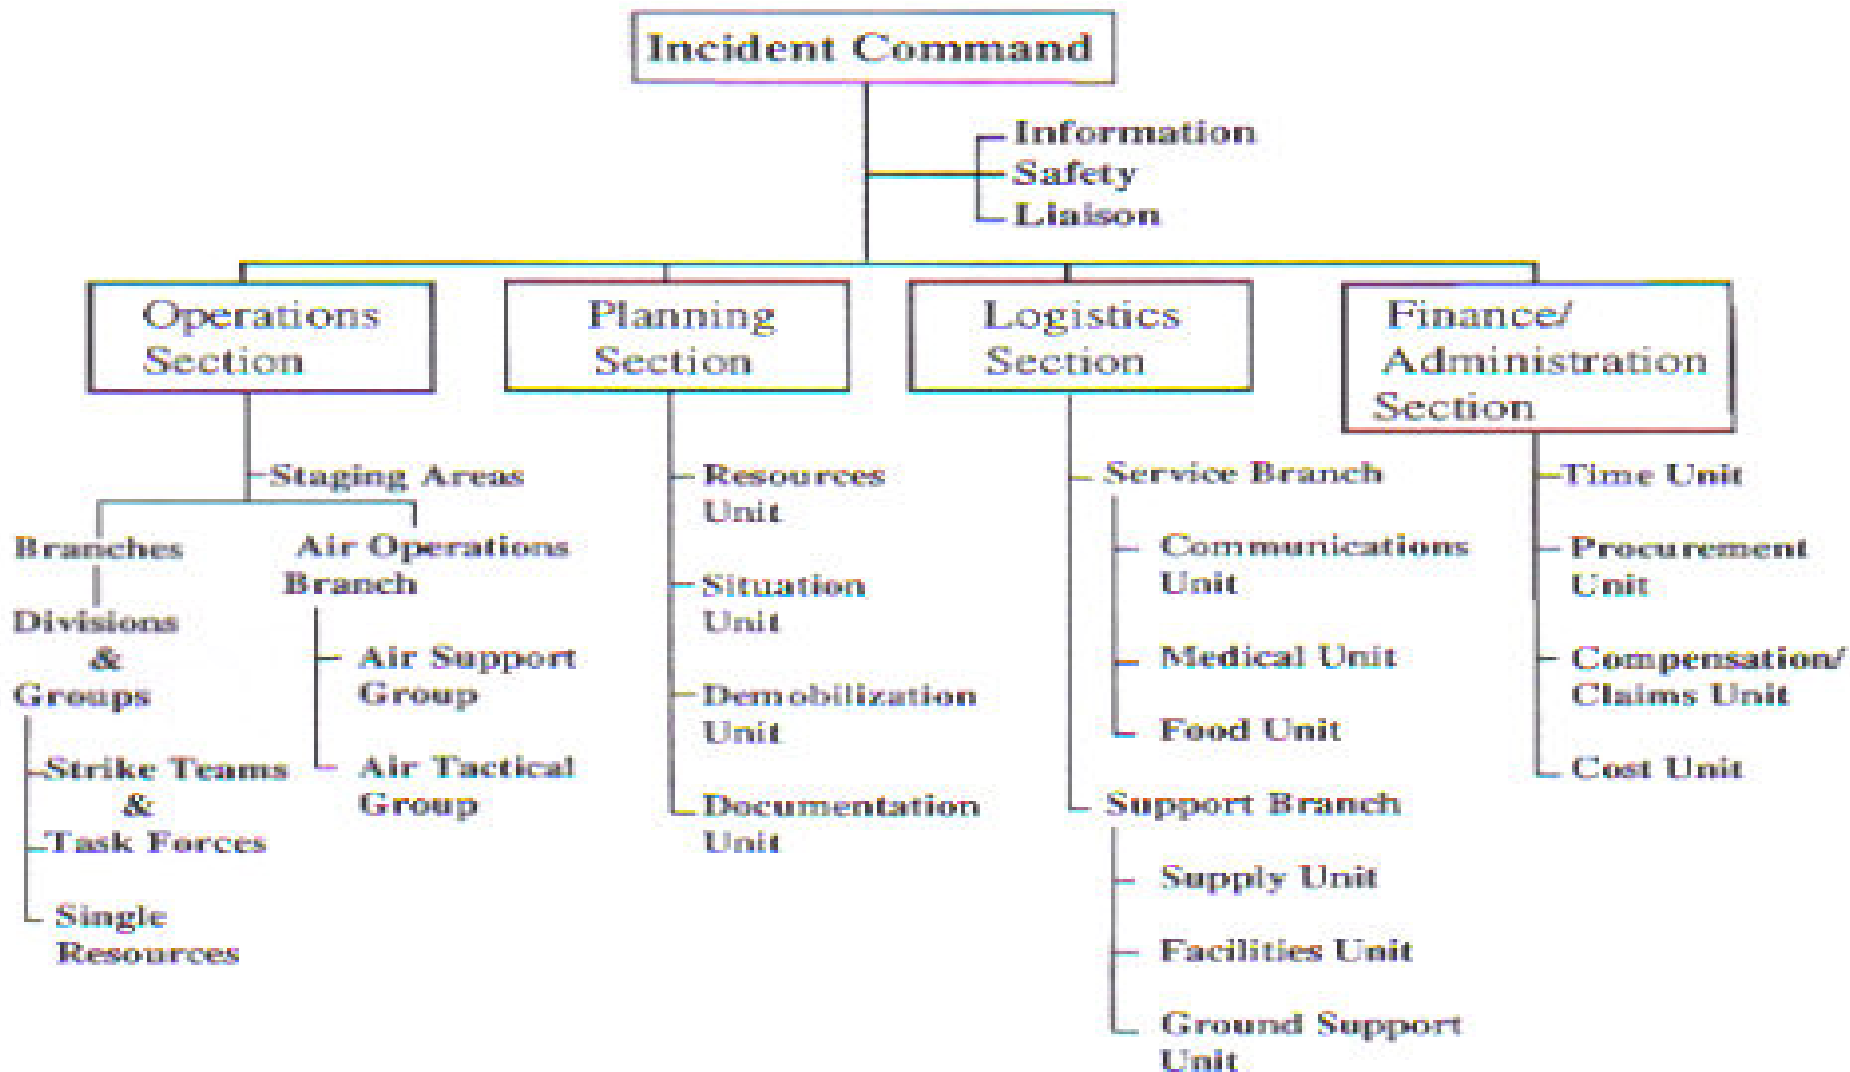 Incident Command
Information
Safety
Liaison
Operations
Section
Planning
Section
Logistics
Section
Finance/
Administration
Section
Staging Areas
Branches
Divisions
&
Groups
Strike Teams
&
Task Forces
Single
Resources
Air Operations
Branch
Air Support
Group
Air Tactical
Group
Resources
Unit
Situation
Unit
Demobilization
Unit
Documentation
Unit
Service Branch
Communications
Unit
Medical Unit
Food Unit
Support Branch
Supply Unit
Facilities Unit
Ground Support
Unit
Time Unit
Procurement
Unit
Compensation/
Claims Unit
Cost Unit